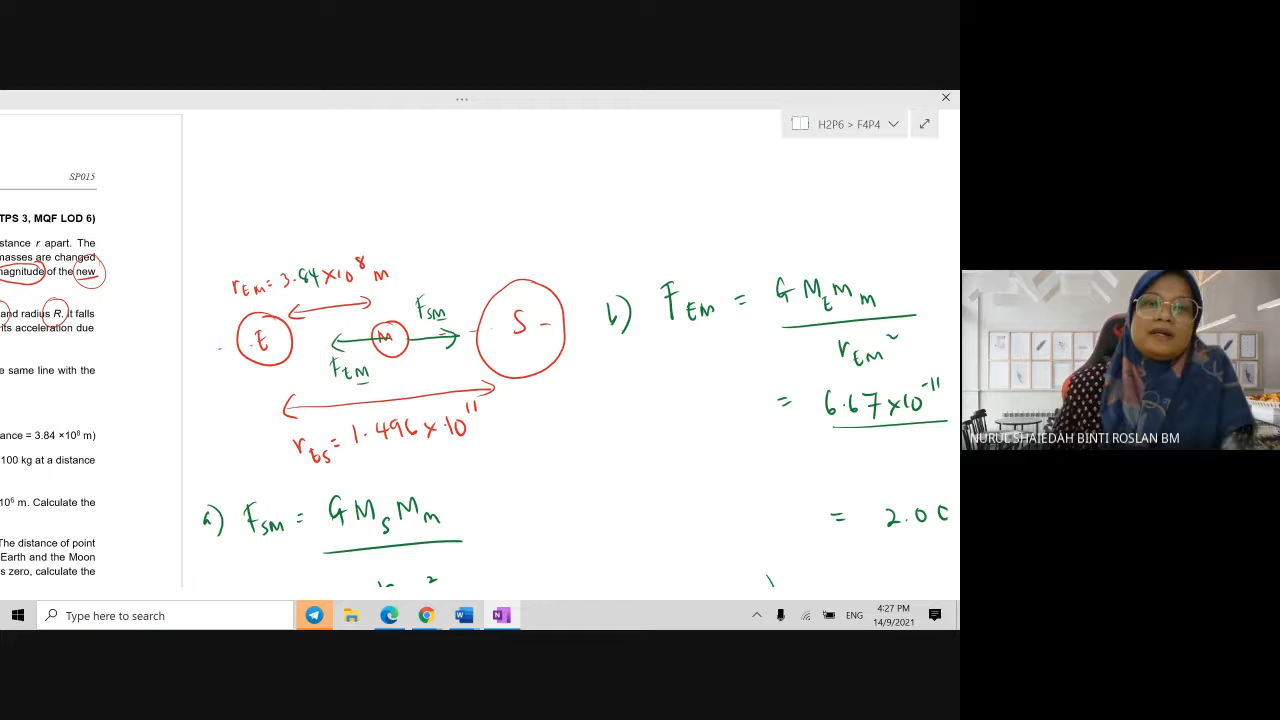 H2P6 > F4P4
SP015
TPS 3, MQF LOD 6)
stance r apart. The
masses are changed
magnitude of the new
and radius R. It falls
its acceleration due
e same line with the
tance = 3.84 ×10⁸ m)
100 kg at a distance
10⁶ m. Calculate the
The distance of point
Earth and the Moon
s zero, calculate the
r_EM = 3.84 × 10⁸ m
E
M
S
F_SM
F_EM
r_ES = 1.496 × 10¹¹
a) F_SM = G M_S M_m
b) F_EM = G M_E M_m
r_EM²
= 6.67 × 10⁻¹¹
= 2.0
NURUL SHAIEDAH BINTI ROSLAN BM
Type here to search
ENG
4:27 PM
14/9/2021